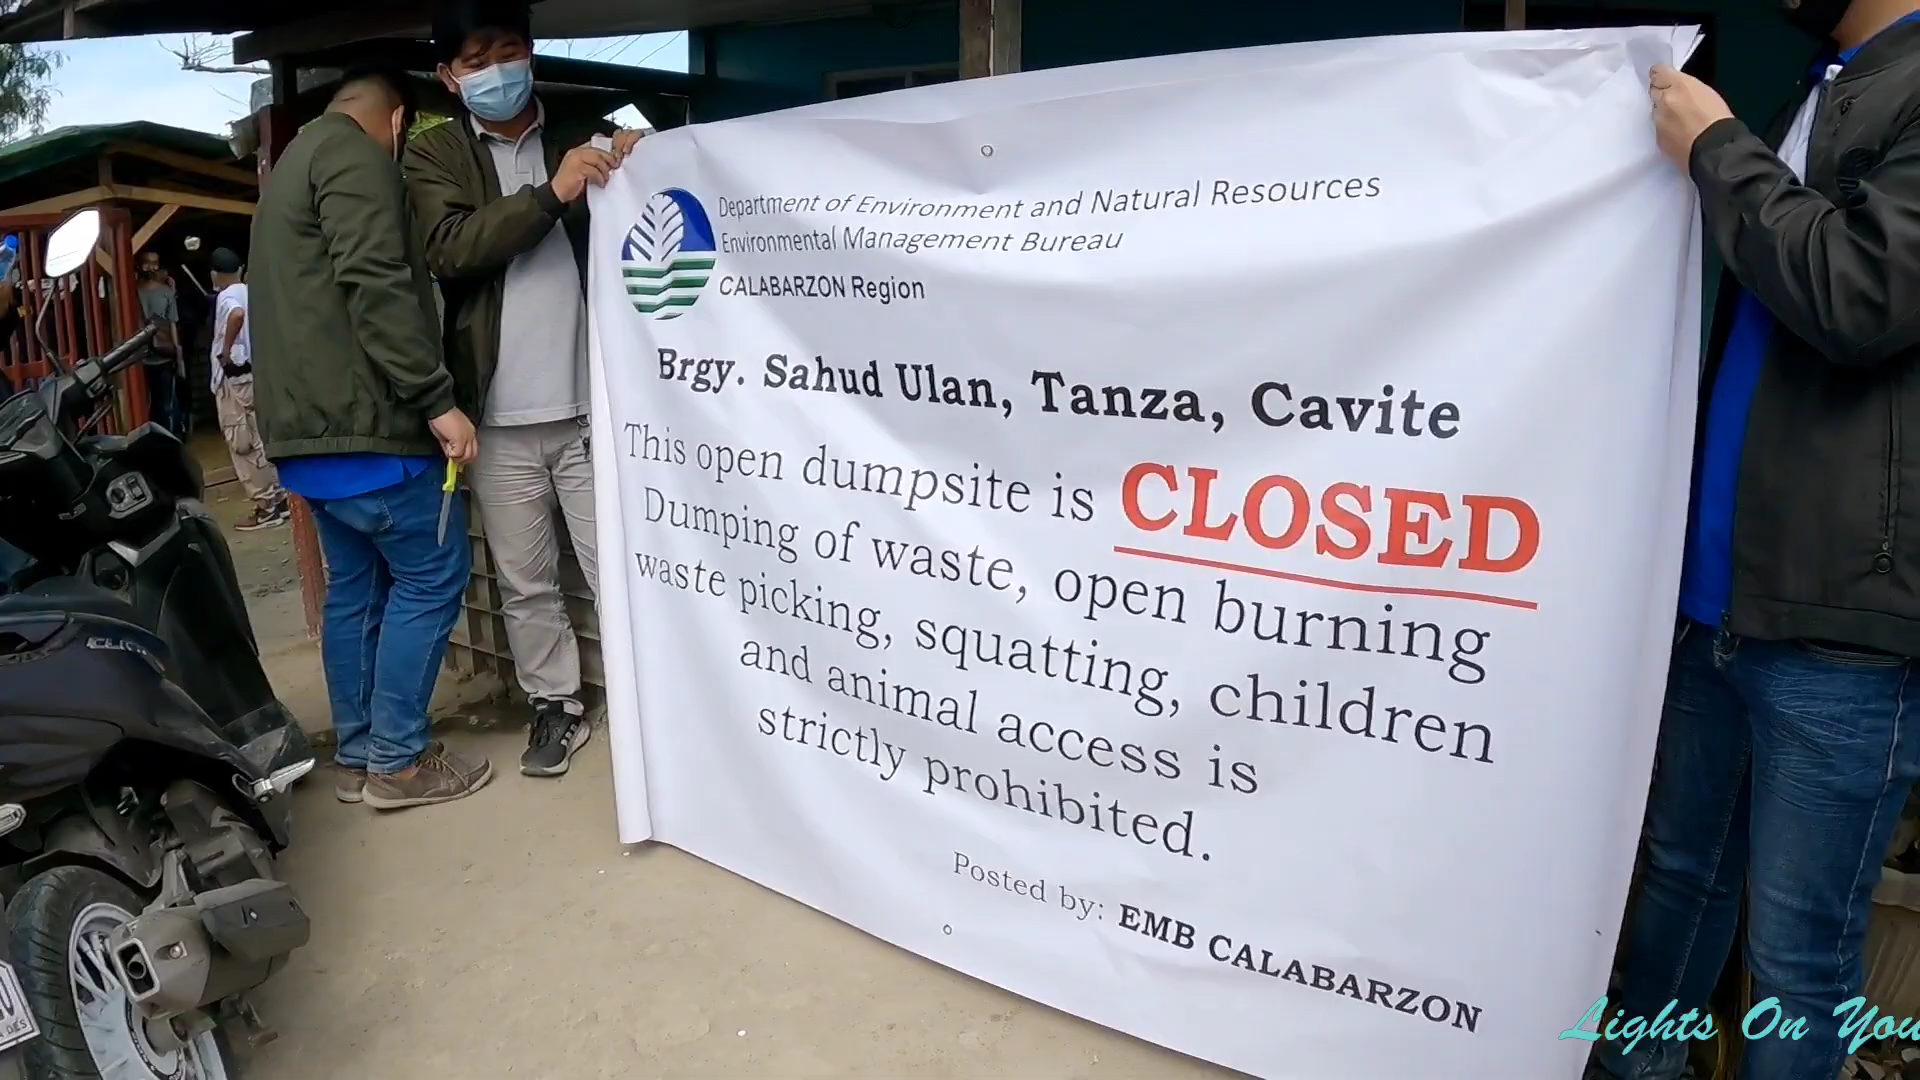 Department of Environment and Natural Resources
Environmental Management Bureau
CALABARZON Region
Brgy. Sahud Ulan, Tanza, Cavite
This open dumpsite is CLOSED
Dumping of waste, open burning
waste picking, squatting, children
and animal access is
strictly prohibited.
Posted by: EMB CALABARZON
CLICK
Lights On You